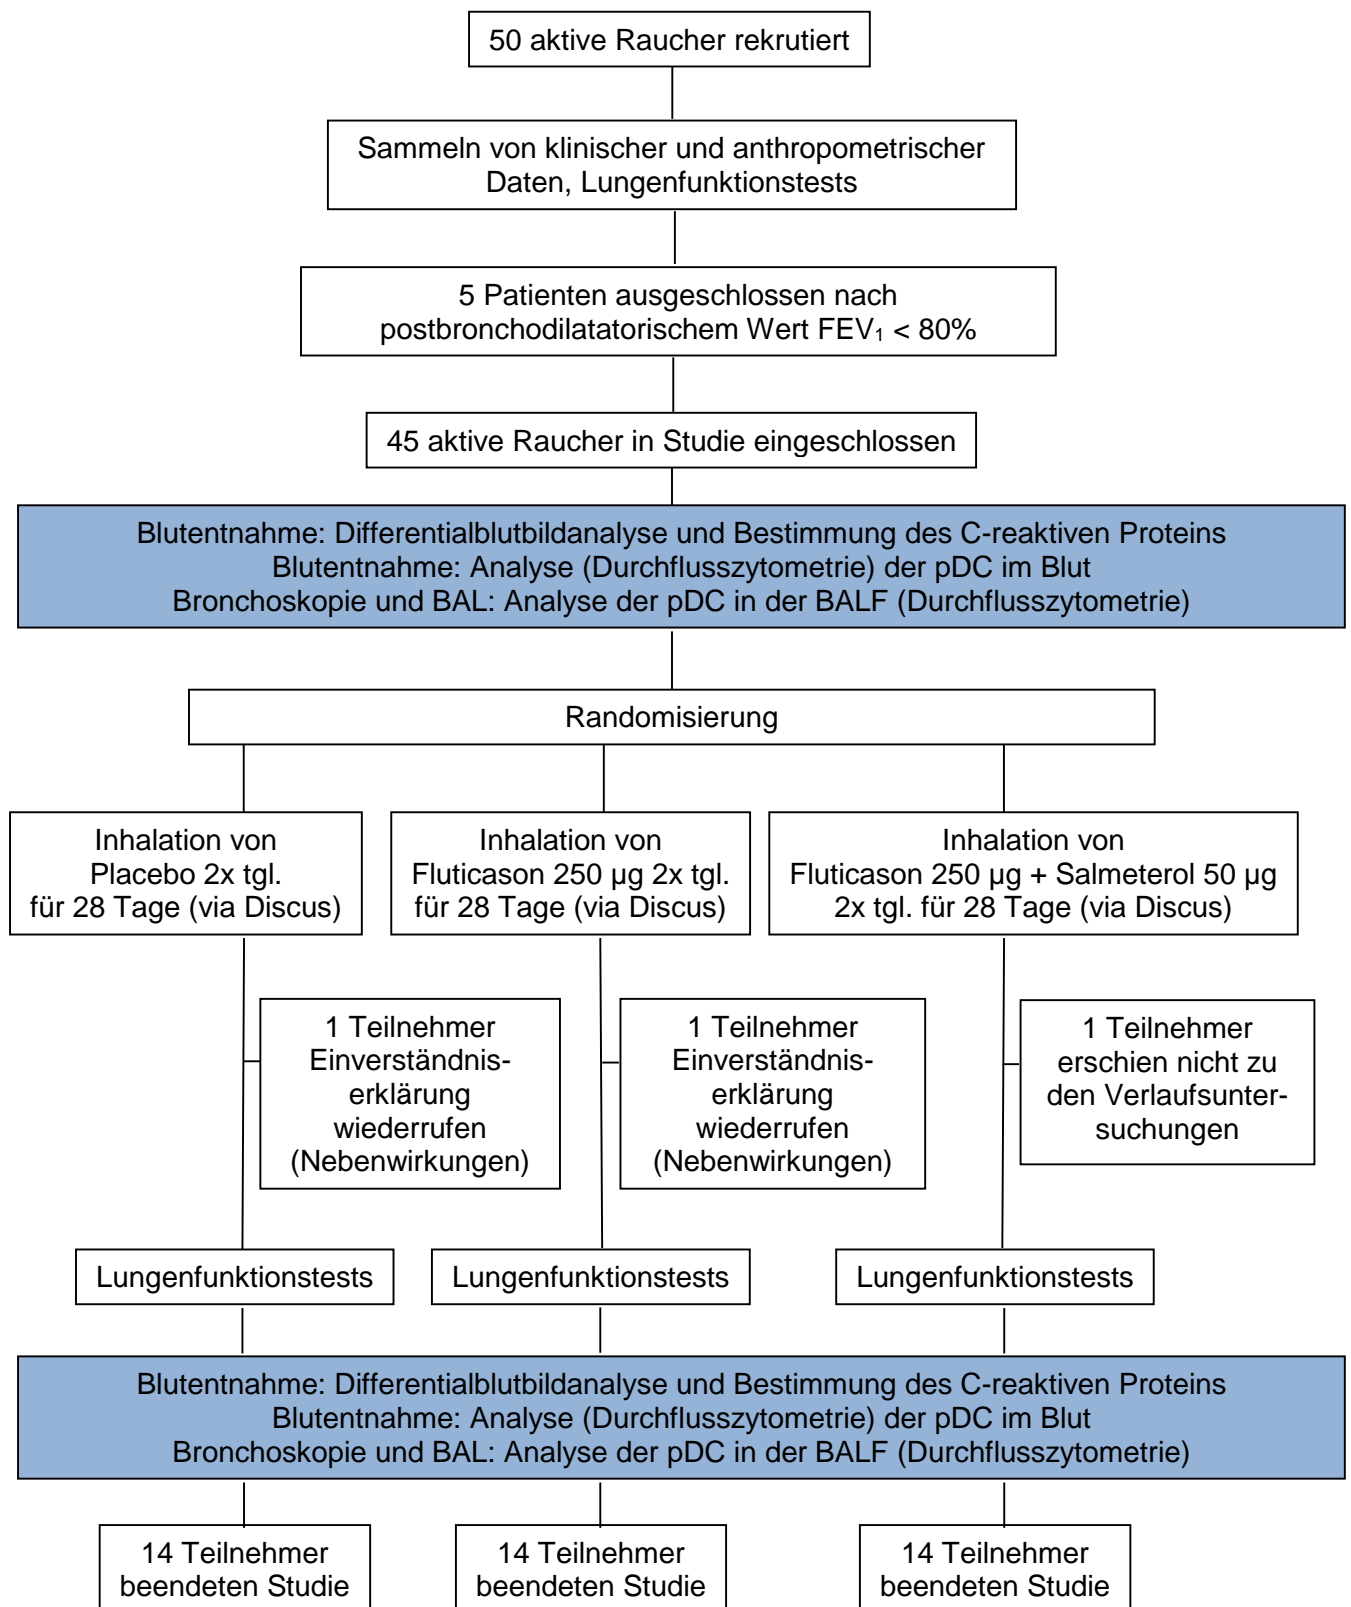 50 aktive Raucher rekrutiert
Sammeln von klinischer und anthropometrischer
Daten, Lungenfunktionstests
5 Patienten ausgeschlossen nach
postbronchodilatatorischem Wert FEV₁ < 80%
45 aktive Raucher in Studie eingeschlossen
Blutentnahme: Differentialblutbildanalyse und Bestimmung des C-reaktiven Proteins
Blutentnahme: Analyse (Durchflusszytometrie) der pDC im Blut
Bronchoskopie und BAL: Analyse der pDC in der BALF (Durchflusszytometrie)
Randomisierung
Inhalation von
Placebo 2x tgl.
für 28 Tage (via Discus)
Inhalation von
Fluticason 250 µg 2x tgl.
für 28 Tage (via Discus)
Inhalation von
Fluticason 250 µg + Salmeterol 50 µg
2x tgl. für 28 Tage (via Discus)
1 Teilnehmer
Einverständnis-
erklärung
wiederrufen
(Nebenwirkungen)
1 Teilnehmer
Einverständnis-
erklärung
wiederrufen
(Nebenwirkungen)
1 Teilnehmer
erschien nicht zu
den Verlaufsunter-
suchungen
Lungenfunktionstests
Lungenfunktionstests
Lungenfunktionstests
Blutentnahme: Differentialblutbildanalyse und Bestimmung des C-reaktiven Proteins
Blutentnahme: Analyse (Durchflusszytometrie) der pDC im Blut
Bronchoskopie und BAL: Analyse der pDC in der BALF (Durchflusszytometrie)
14 Teilnehmer
beendeten Studie
14 Teilnehmer
beendeten Studie
14 Teilnehmer
beendeten Studie